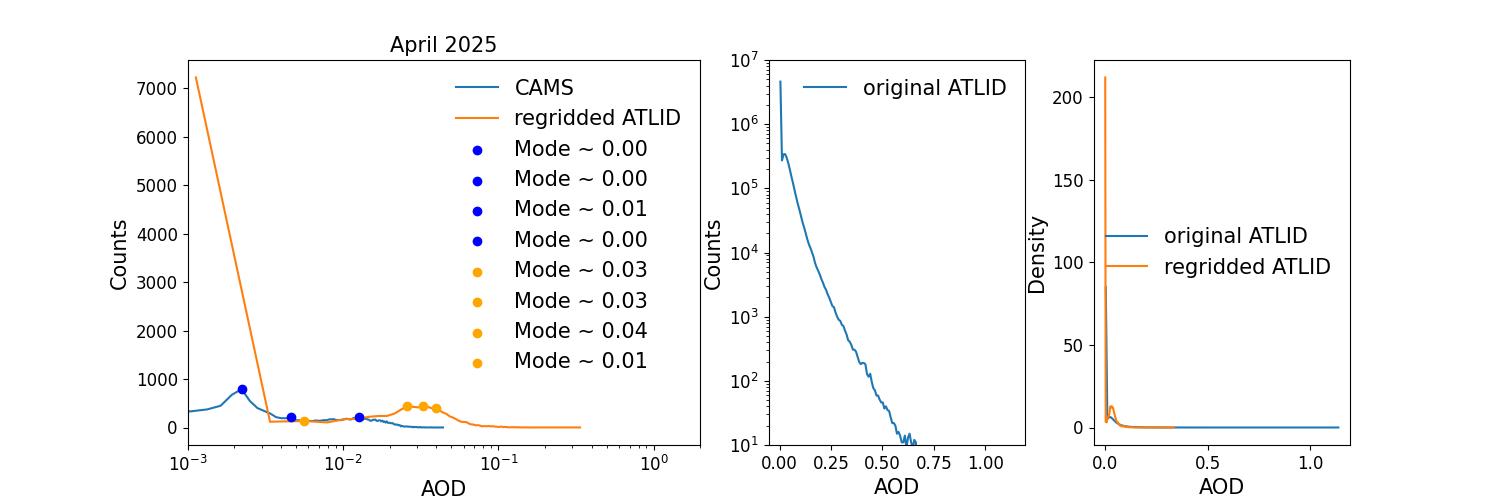 April 2025
Counts
7000
6000
5000
4000
3000
2000
1000
0
CAMS
regridded ATLID
Mode ~ 0.00
Mode ~ 0.00
Mode ~ 0.01
Mode ~ 0.00
Mode ~ 0.03
Mode ~ 0.03
Mode ~ 0.04
Mode ~ 0.01
10⁻³ 10⁻² 10⁻¹ 10⁰
AOD
Counts
10⁷
10⁶
10⁵
10⁴
10³
10²
10¹
original ATLID
0.00 0.25 0.50 0.75 1.00
AOD
Density
200
150
100
50
0
original ATLID
regridded ATLID
0.0 0.5 1.0
AOD